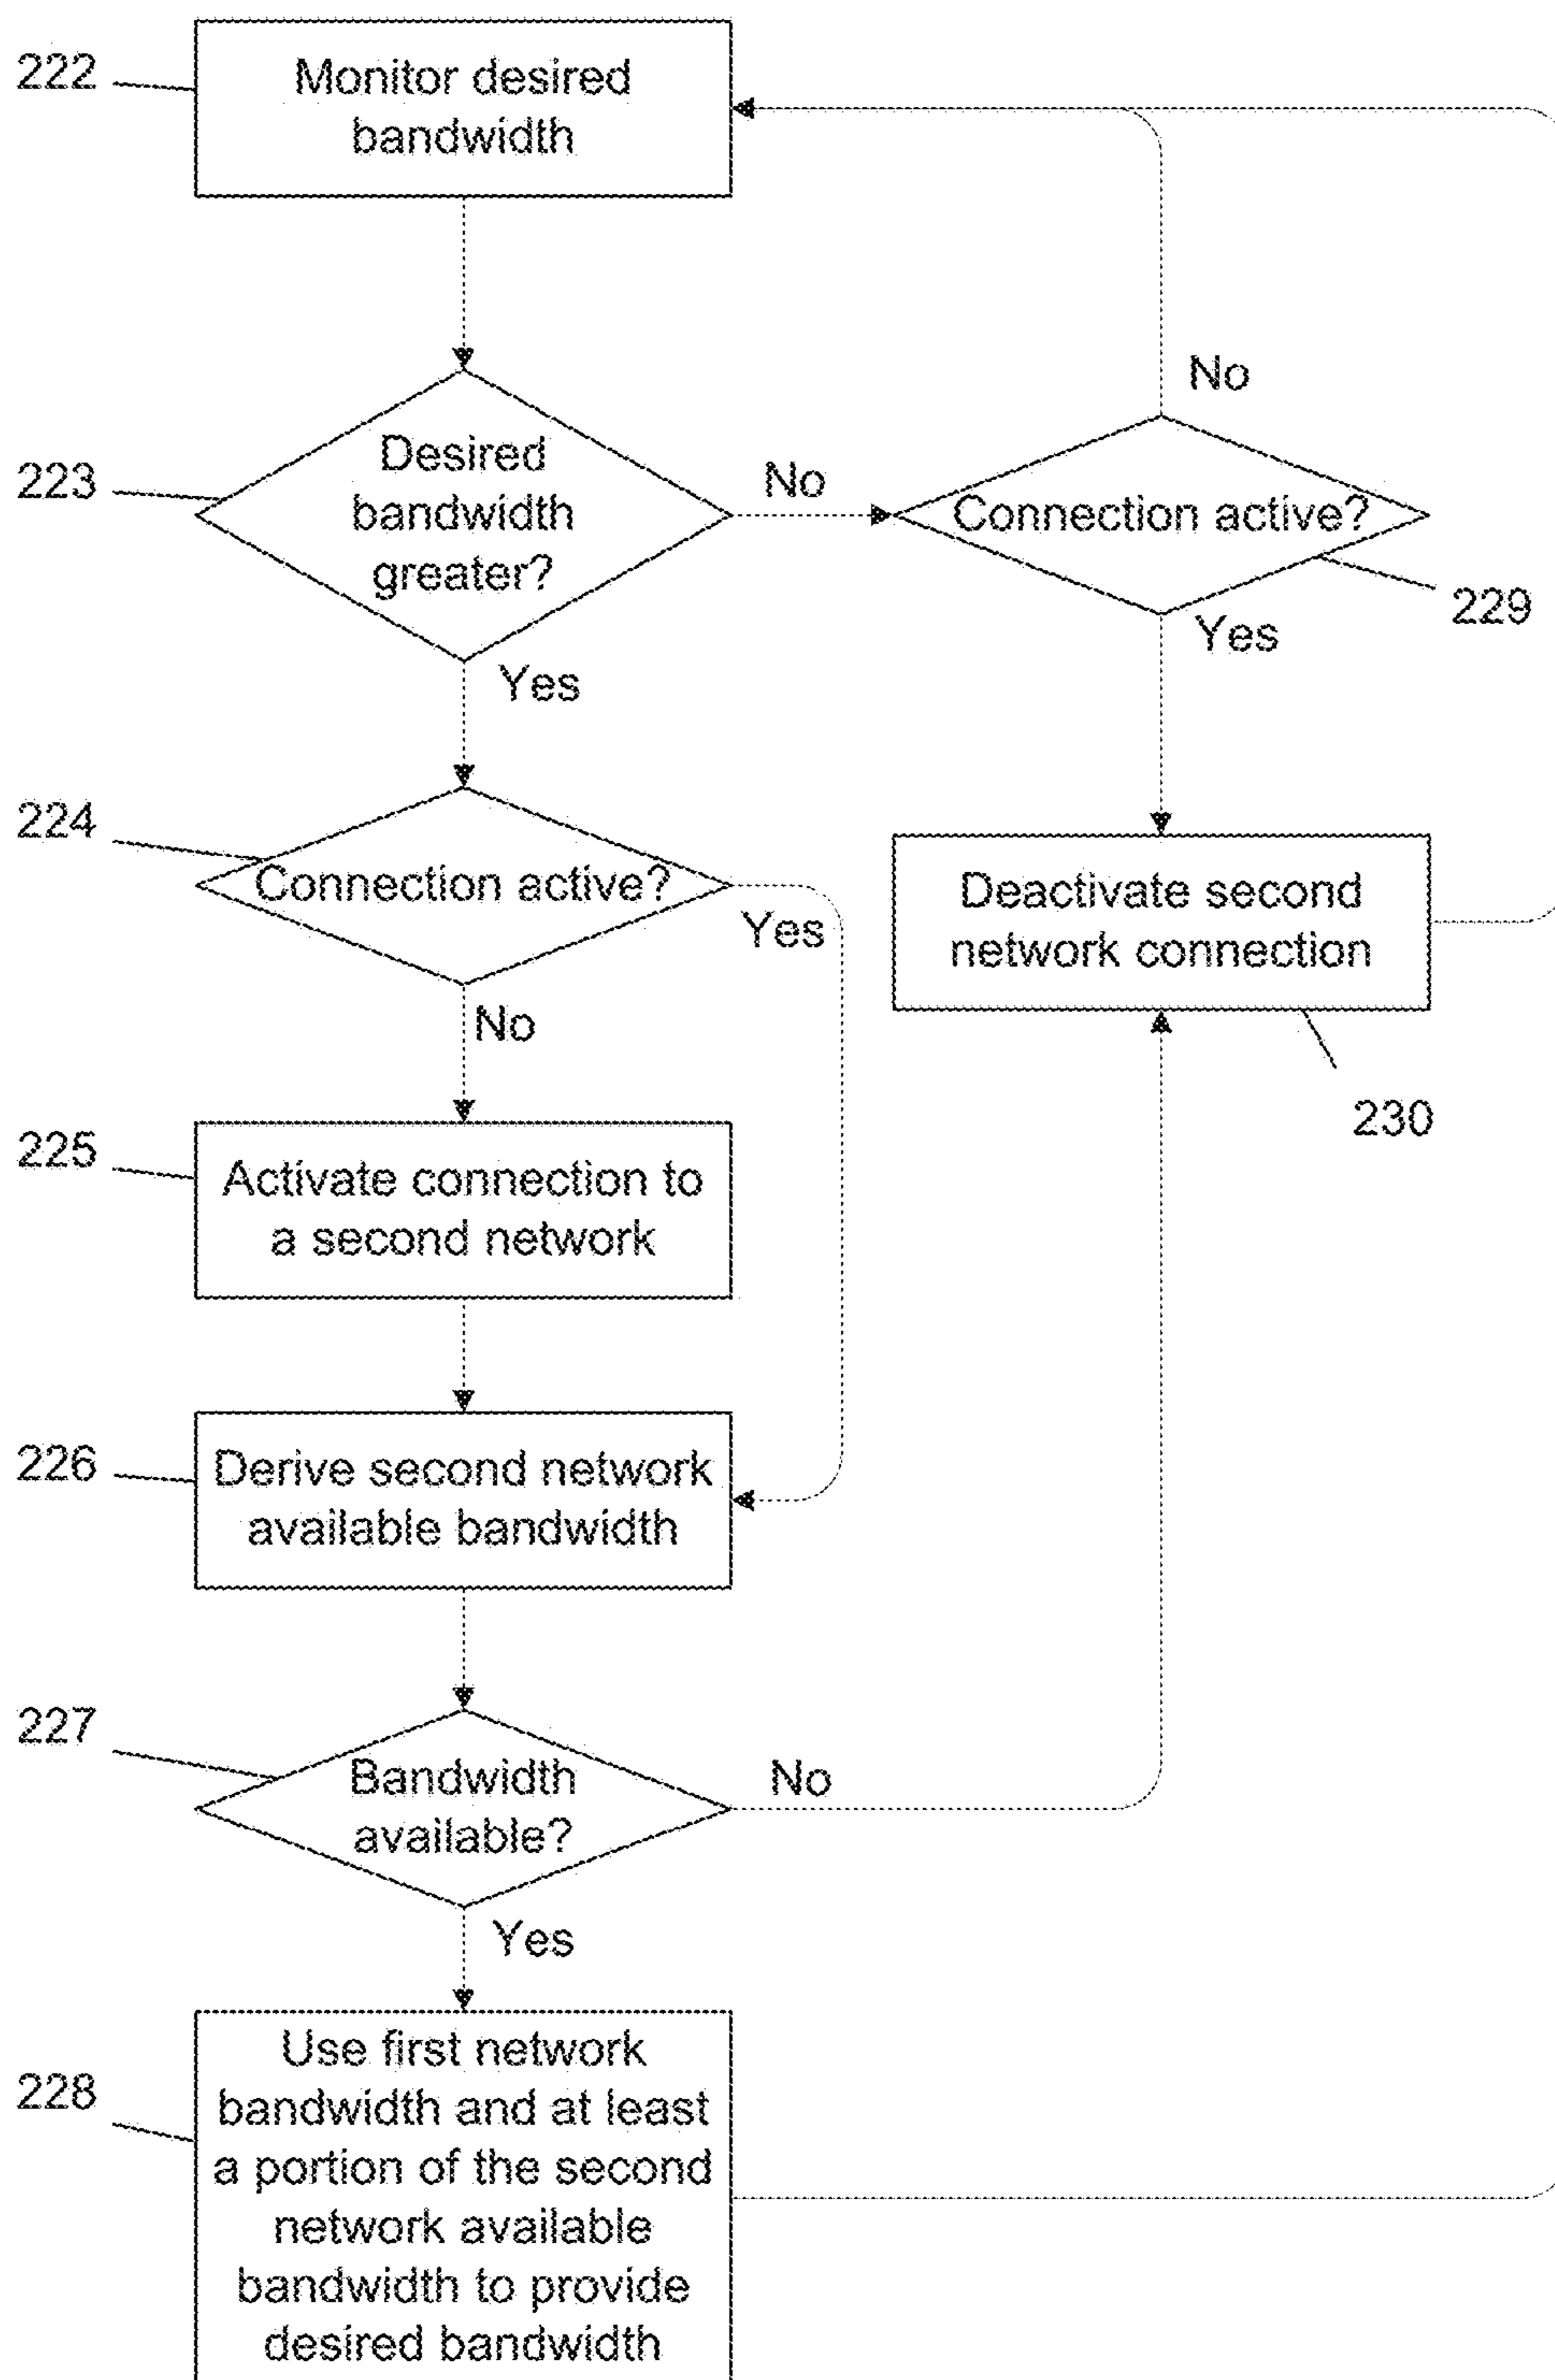 222
Monitor desired
bandwidth
223
Desired
bandwidth
greater?
No
Yes
Connection active?
229
No
Yes
224
Connection active?
Yes
No
Deactivate second
network connection
230
225
Activate connection to
a second network
226
Derive second network
available bandwidth
227
Bandwidth
available?
No
Yes
228
Use first network
bandwidth and at least
a portion of the second
network available
bandwidth to provide
desired bandwidth